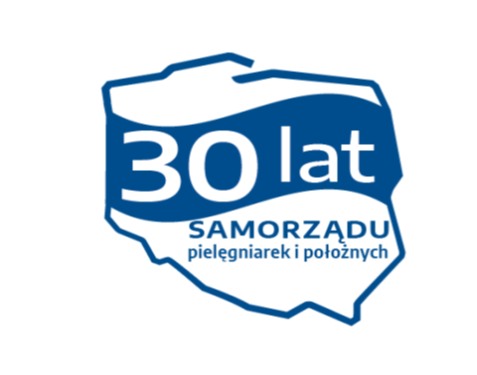 30 lat
SAMORZĄDU
pielęgniarek i położnych